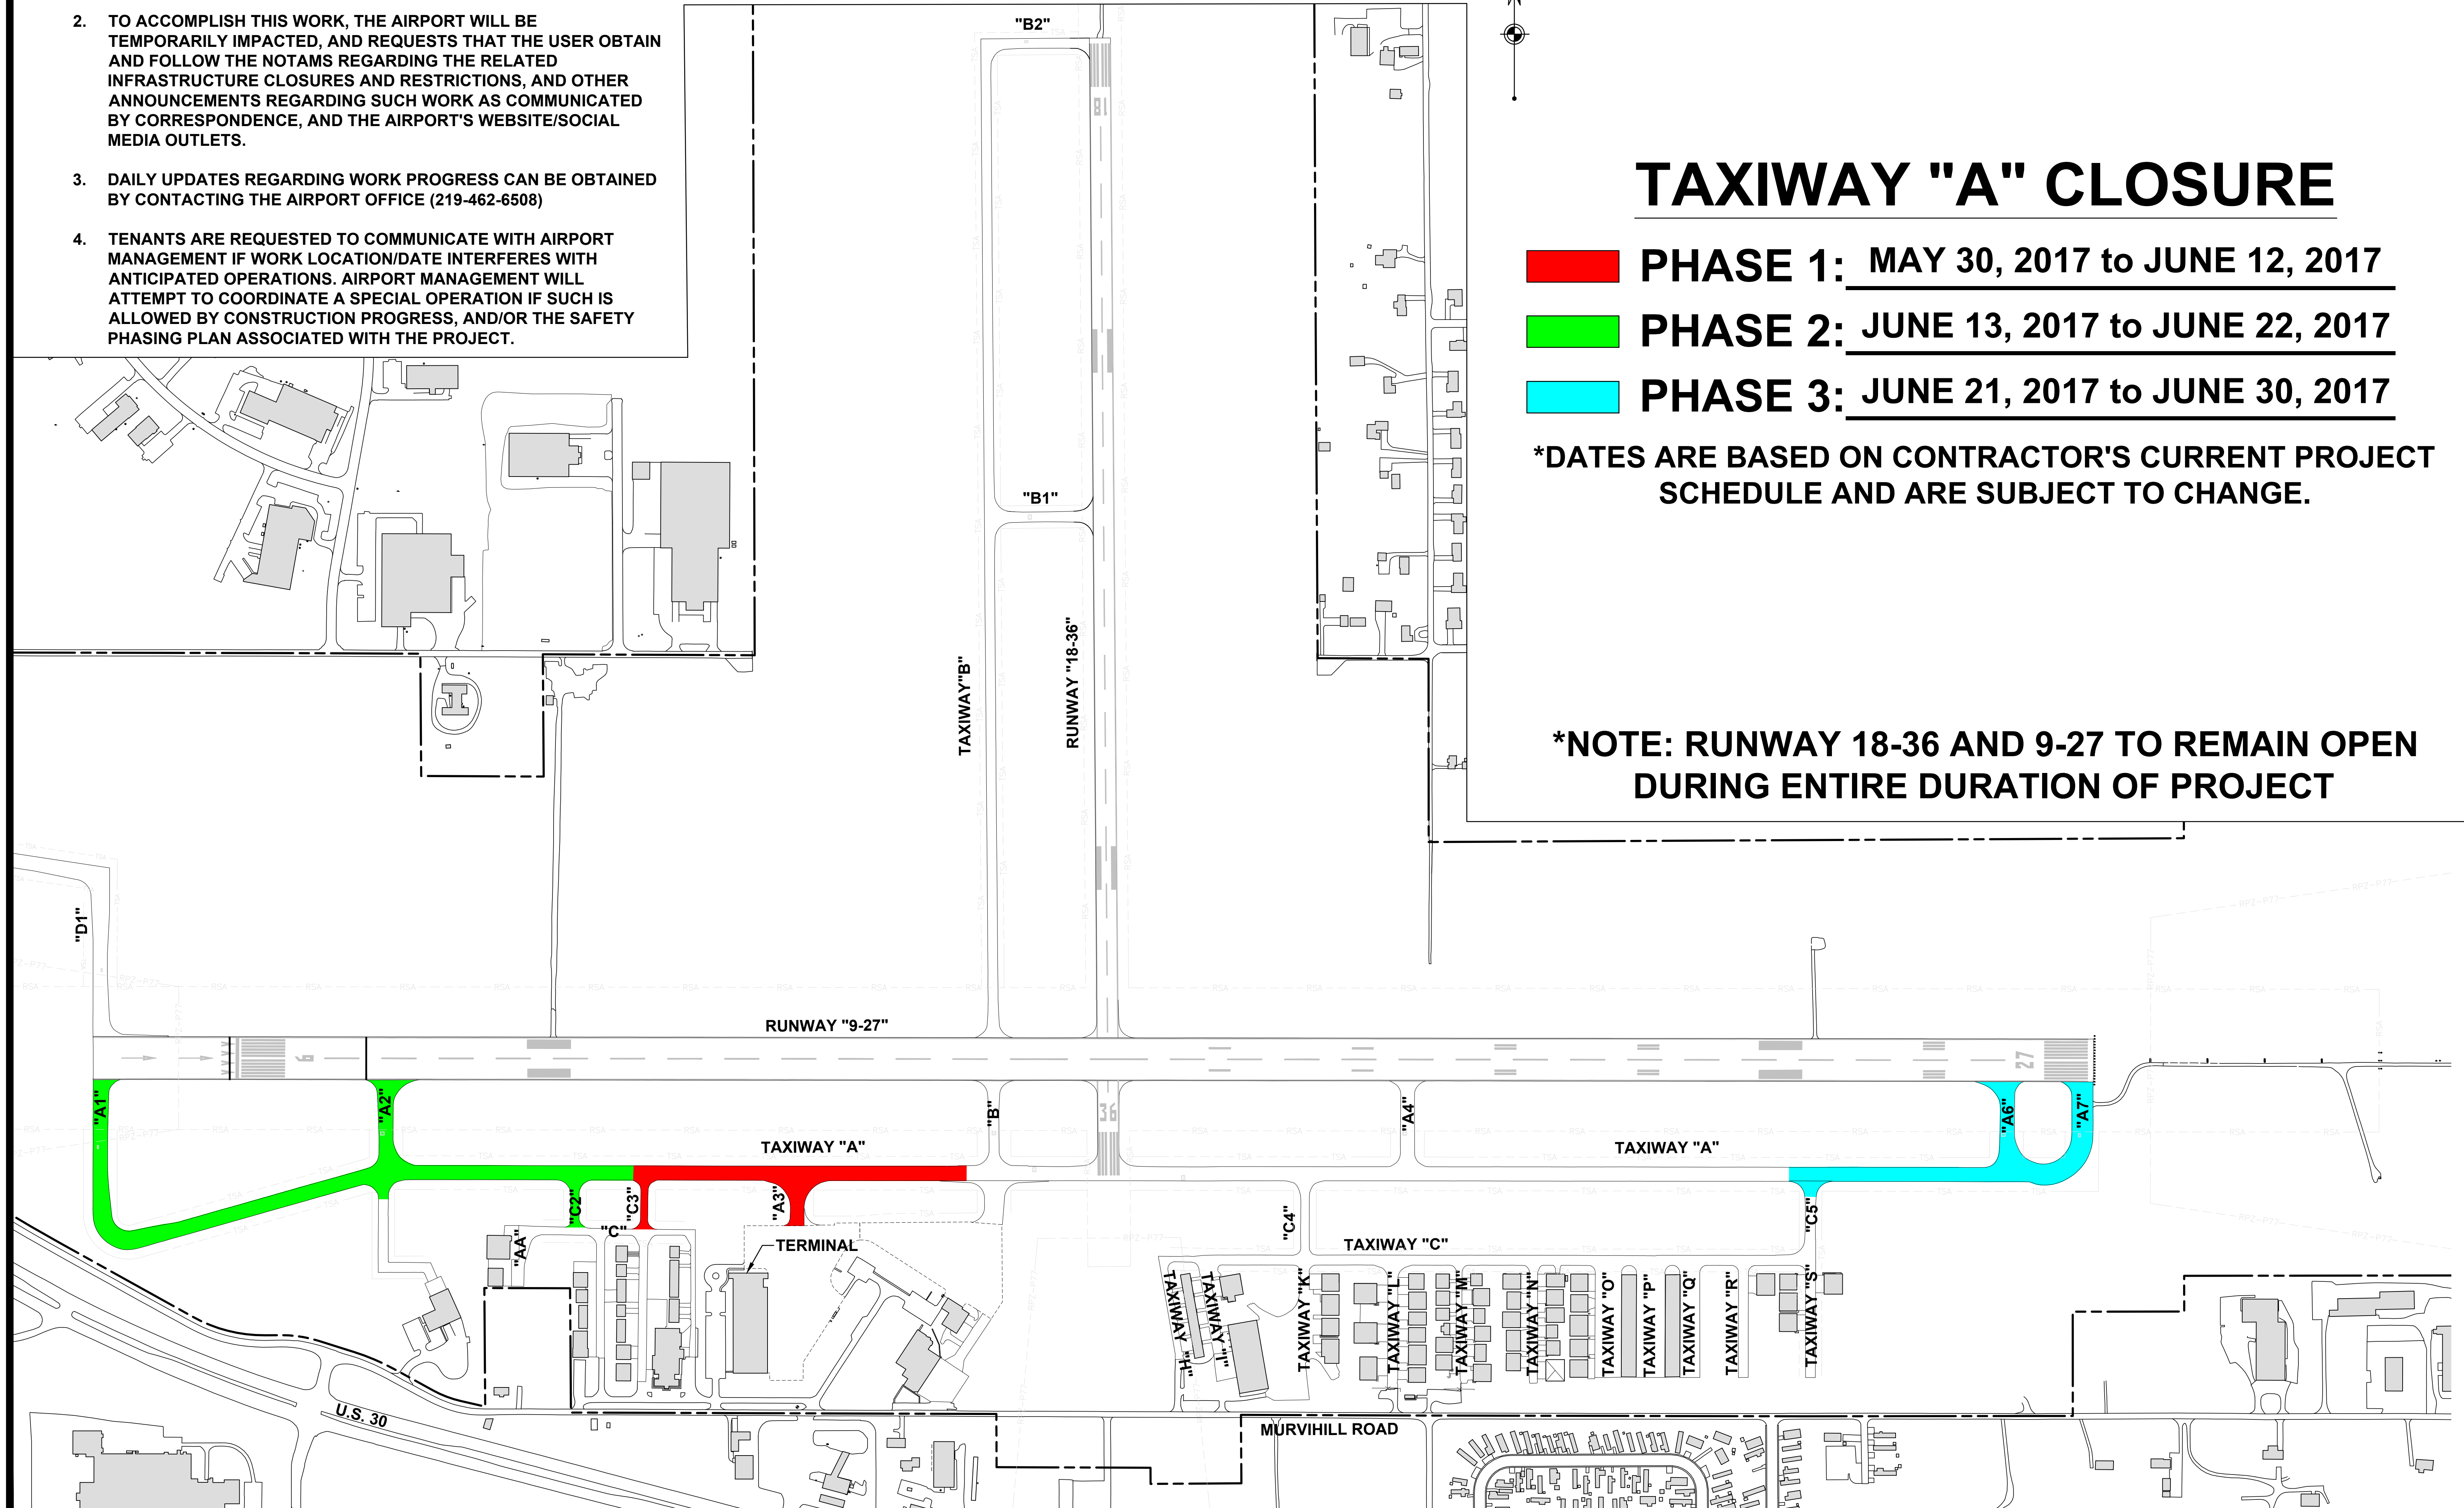 2. TO ACCOMPLISH THIS WORK, THE AIRPORT WILL BE
TEMPORARILY IMPACTED, AND REQUESTS THAT THE USER OBTAIN
AND FOLLOW THE NOTAMS REGARDING THE RELATED
INFRASTRUCTURE CLOSURES AND RESTRICTIONS, AND OTHER
ANNOUNCEMENTS REGARDING SUCH WORK AS COMMUNICATED
BY CORRESPONDENCE, AND THE AIRPORT'S WEBSITE/SOCIAL
MEDIA OUTLETS.
3. DAILY UPDATES REGARDING WORK PROGRESS CAN BE OBTAINED
BY CONTACTING THE AIRPORT OFFICE (219-462-6508)
4. TENANTS ARE REQUESTED TO COMMUNICATE WITH AIRPORT
MANAGEMENT IF WORK LOCATION/DATE INTERFERES WITH
ANTICIPATED OPERATIONS. AIRPORT MANAGEMENT WILL
ATTEMPT TO COORDINATE A SPECIAL OPERATION IF SUCH IS
ALLOWED BY CONSTRUCTION PROGRESS, AND/OR THE SAFETY
PHASING PLAN ASSOCIATED WITH THE PROJECT.
TAXIWAY "A" CLOSURE
PHASE 1: MAY 30, 2017 to JUNE 12, 2017
PHASE 2: JUNE 13, 2017 to JUNE 22, 2017
PHASE 3: JUNE 21, 2017 to JUNE 30, 2017
*DATES ARE BASED ON CONTRACTOR'S CURRENT PROJECT
SCHEDULE AND ARE SUBJECT TO CHANGE.
*NOTE: RUNWAY 18-36 AND 9-27 TO REMAIN OPEN
DURING ENTIRE DURATION OF PROJECT
"B2"
18
"B1"
TAXIWAY"B"
RUNWAY "18-36"
"D1"
RUNWAY "9-27"
9
27
"A1"
"A2"
"B"
36
"A4"
"A6"
"A7"
TAXIWAY "A"
TAXIWAY "A"
"C2"
"C3"
"A3"
"C"
"AA"
TERMINAL
"C4"
TAXIWAY "C"
"C5"
TAXIWAY "H"
TAXIWAY "I"
TAXIWAY "K"
TAXIWAY "L"
TAXIWAY "M"
TAXIWAY "N"
TAXIWAY "O"
TAXIWAY "P"
TAXIWAY "Q"
TAXIWAY "R"
TAXIWAY "S"
U.S. 30
MURVIHILL ROAD